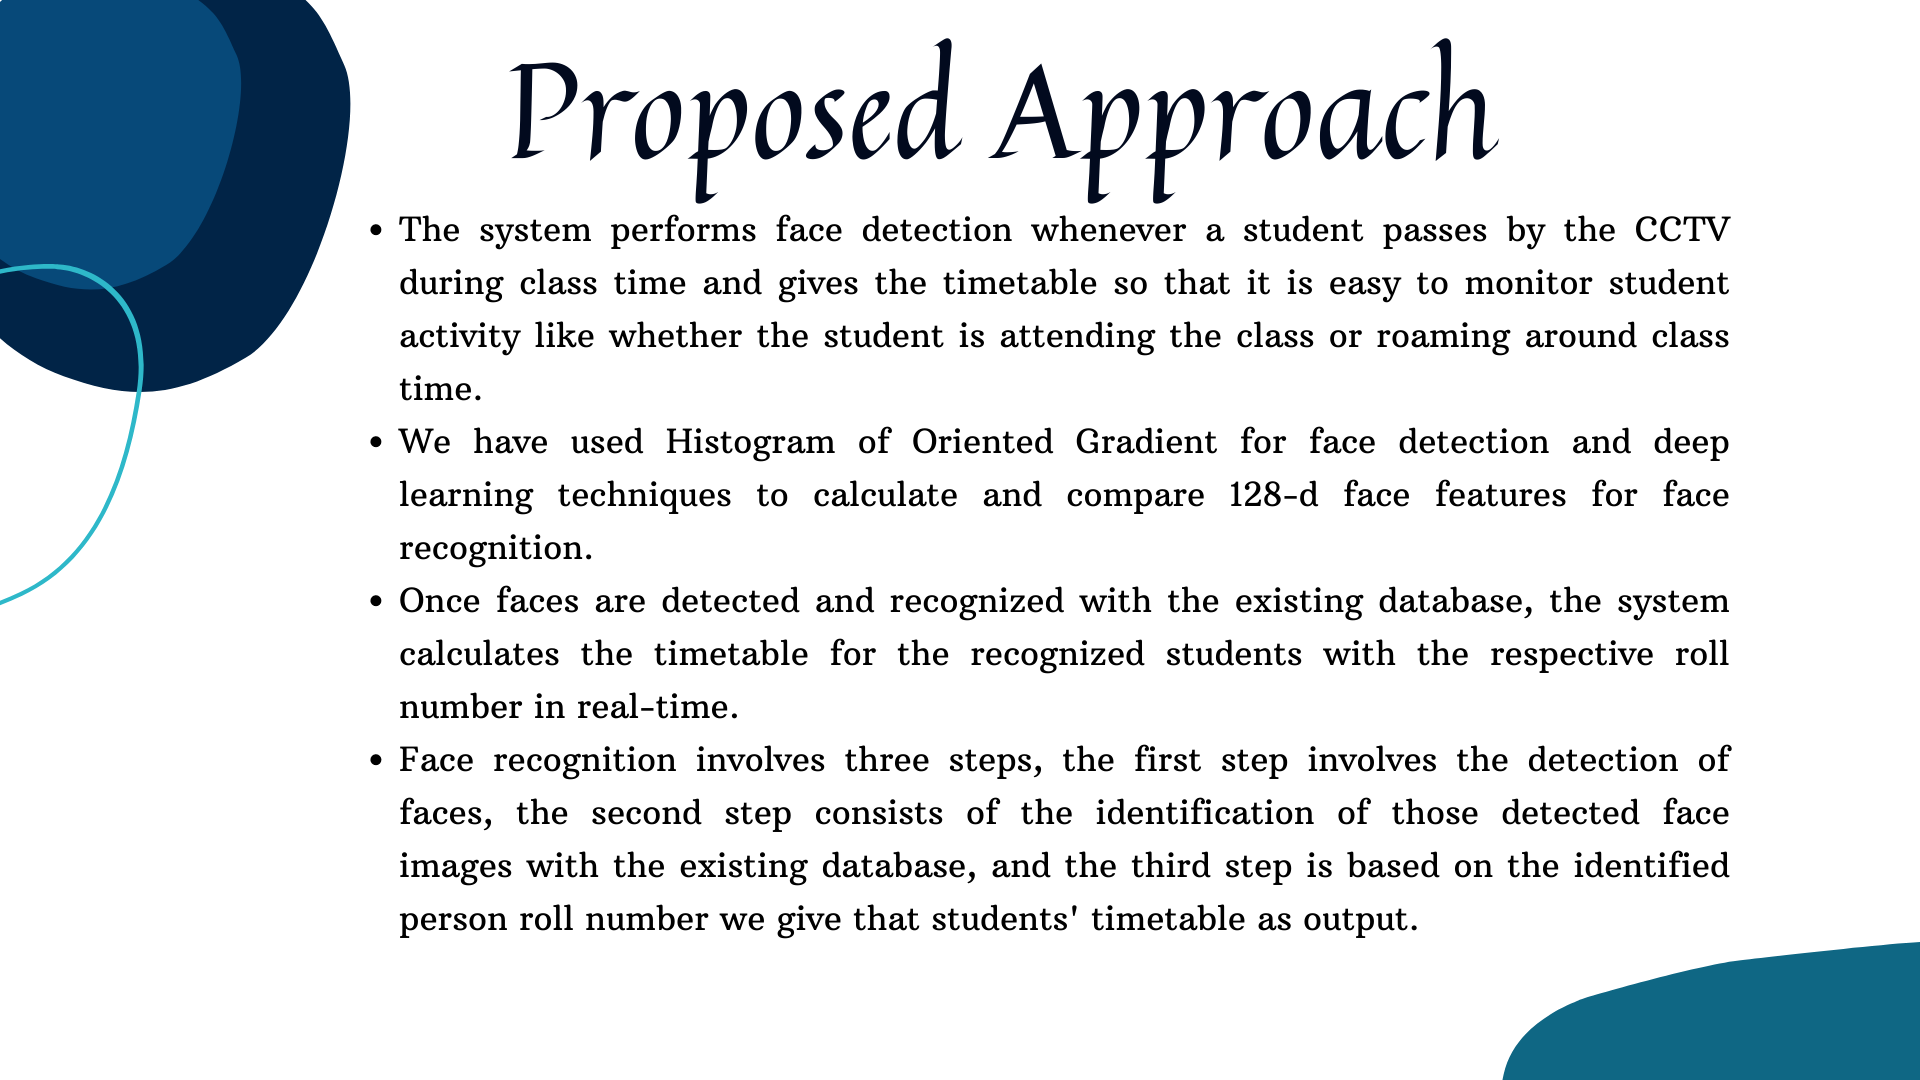 Proposed Approach
• The system performs face detection whenever a student passes by the CCTV
during class time and gives the timetable so that it is easy to monitor student
activity like whether the student is attending the class or roaming around class
time.
• We have used Histogram of Oriented Gradient for face detection and deep
learning techniques to calculate and compare 128-d face features for face
recognition.
• Once faces are detected and recognized with the existing database, the system
calculates the timetable for the recognized students with the respective roll
number in real-time.
• Face recognition involves three steps, the first step involves the detection of
faces, the second step consists of the identification of those detected face
images with the existing database, and the third step is based on the identified
person roll number we give that students' timetable as output.